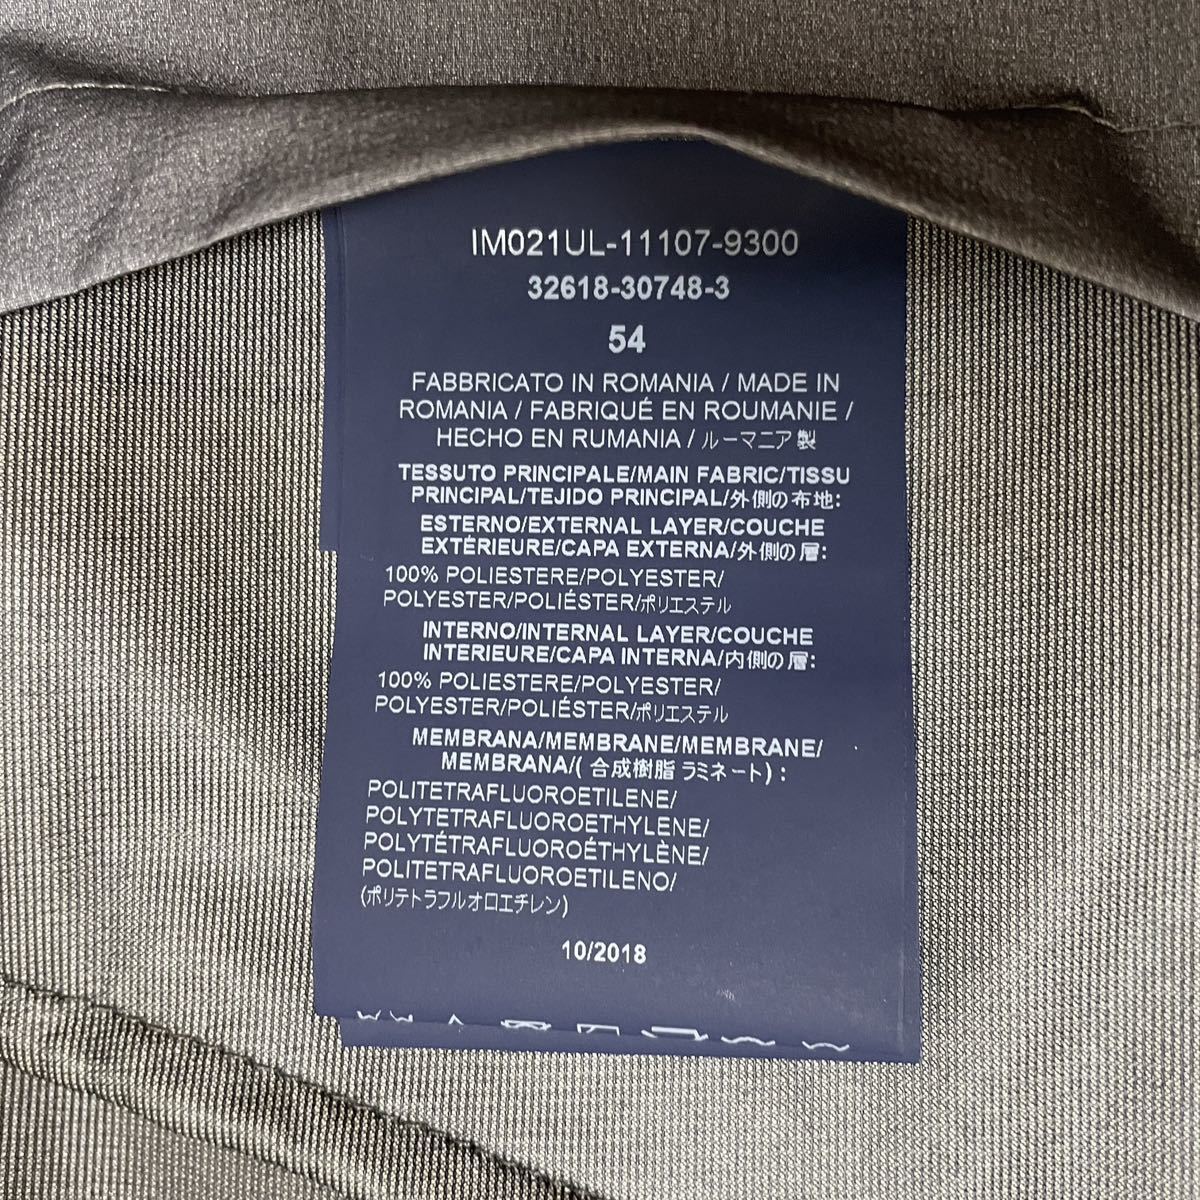 IM021UL-11107-9300
32618-30748-3
54
FABBRICATO IN ROMANIA / MADE IN
ROMANIA / FABRIQUÉ EN ROUMANIE /
HECHO EN RUMANIA / ルーマニア製
TESSUTO PRINCIPALE/MAIN FABRIC/TISSU
PRINCIPAL/TEJIDO PRINCIPAL/外側の布地:
ESTERNO/EXTERNAL LAYER/COUCHE
EXTÉRIEURE/CAPA EXTERNA/外側の層:
100% POLIESTERE/POLYESTER/
POLYESTER/POLIÉSTER/ポリエステル
INTERNO/INTERNAL LAYER/COUCHE
INTERIEURE/CAPA INTERNA/内側の層:
100% POLIESTERE/POLYESTER/
POLYESTER/POLIÉSTER/ポリエステル
MEMBRANA/MEMBRANE/MEMBRANE/
MEMBRANA/(合成樹脂 ラミネート):
POLITETRAFLUOROETILENE/
POLYTETRAFLUOROETHYLENE/
POLYTÉTRAFLUOROÉTHYLÈNE/
POLITETRAFLUOROETILENO/
(ポリテトラフルオロエチレン)
10/2018